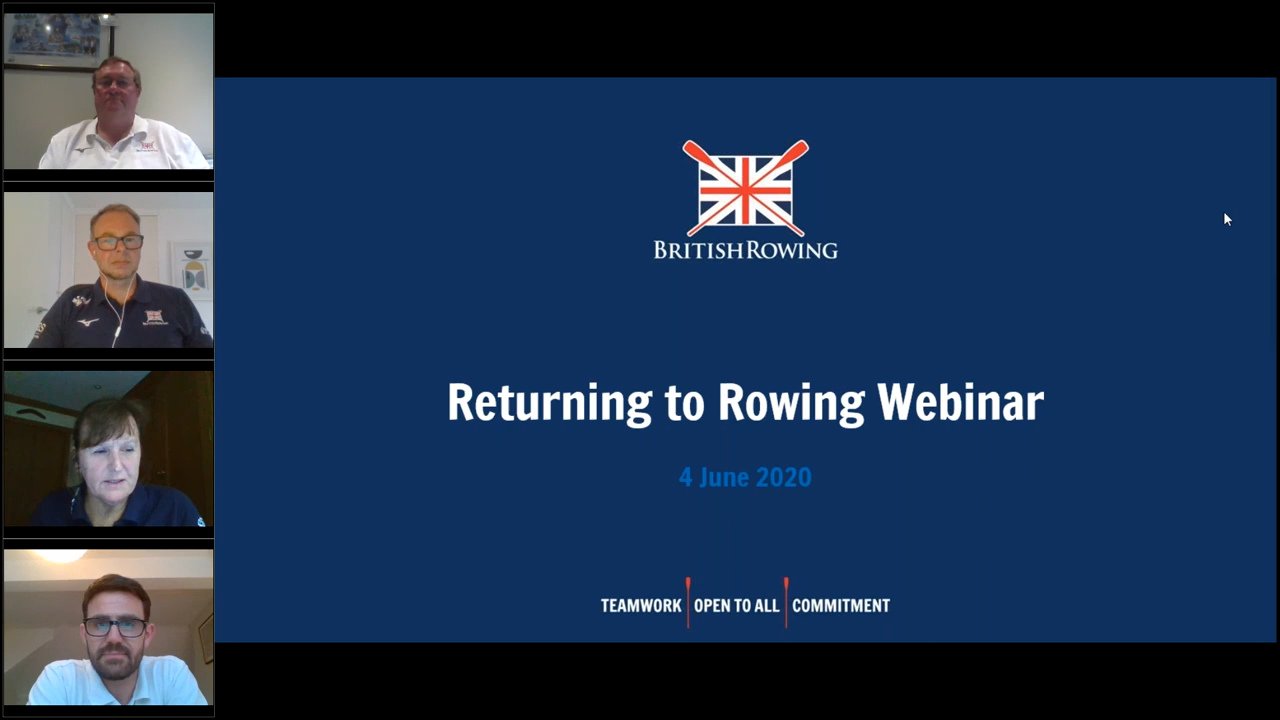 BRITISHROWING
Returning to Rowing Webinar
4 June 2020
TEAMWORK OPEN TO ALL COMMITMENT